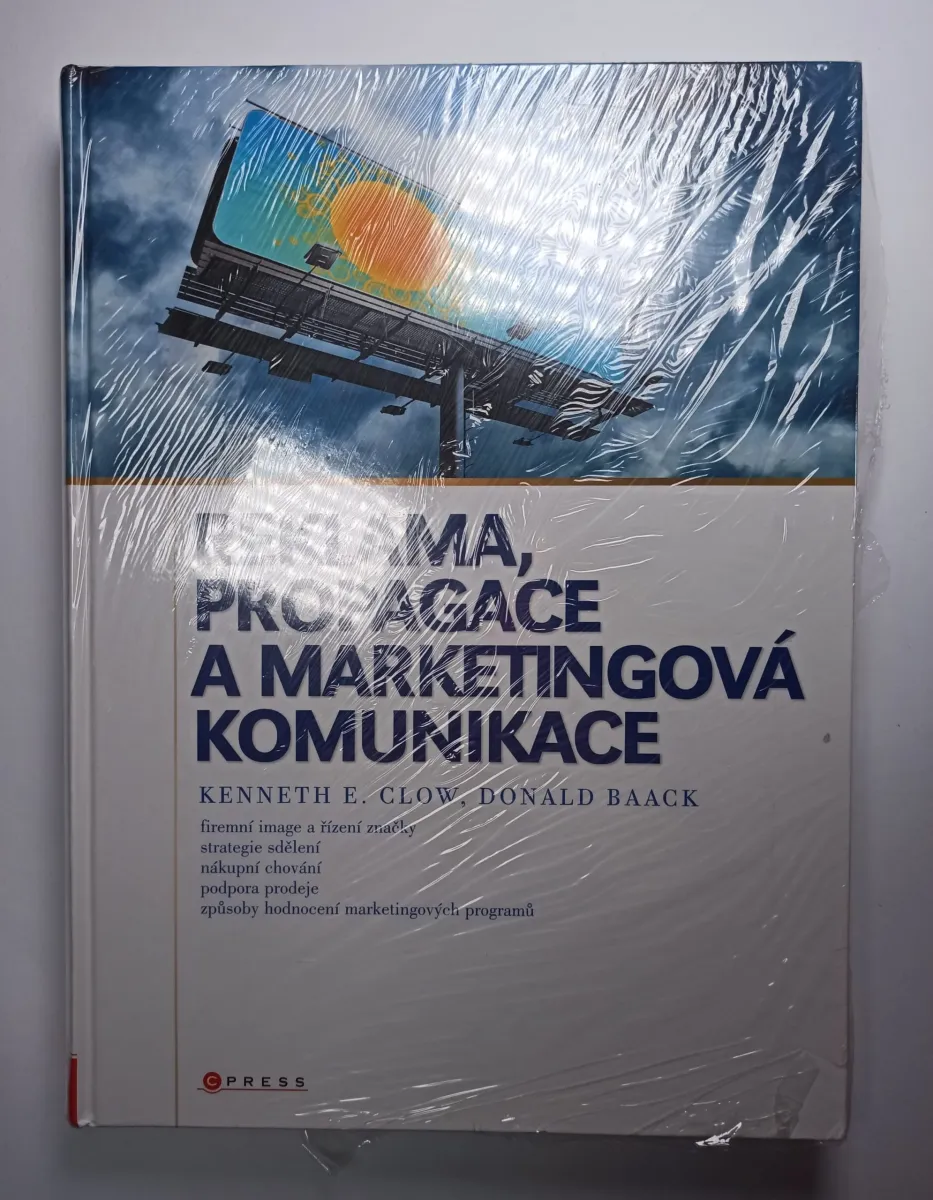 REKLAMA,
PROPAGACE
A MARKETINGOVÁ
KOMUNIKACE
KENNETH E. CLOW, DONALD BAACK
firemní image a řízení značky
strategie sdělení
nákupní chování
podpora prodeje
způsoby hodnocení marketingových programů
CPRESS